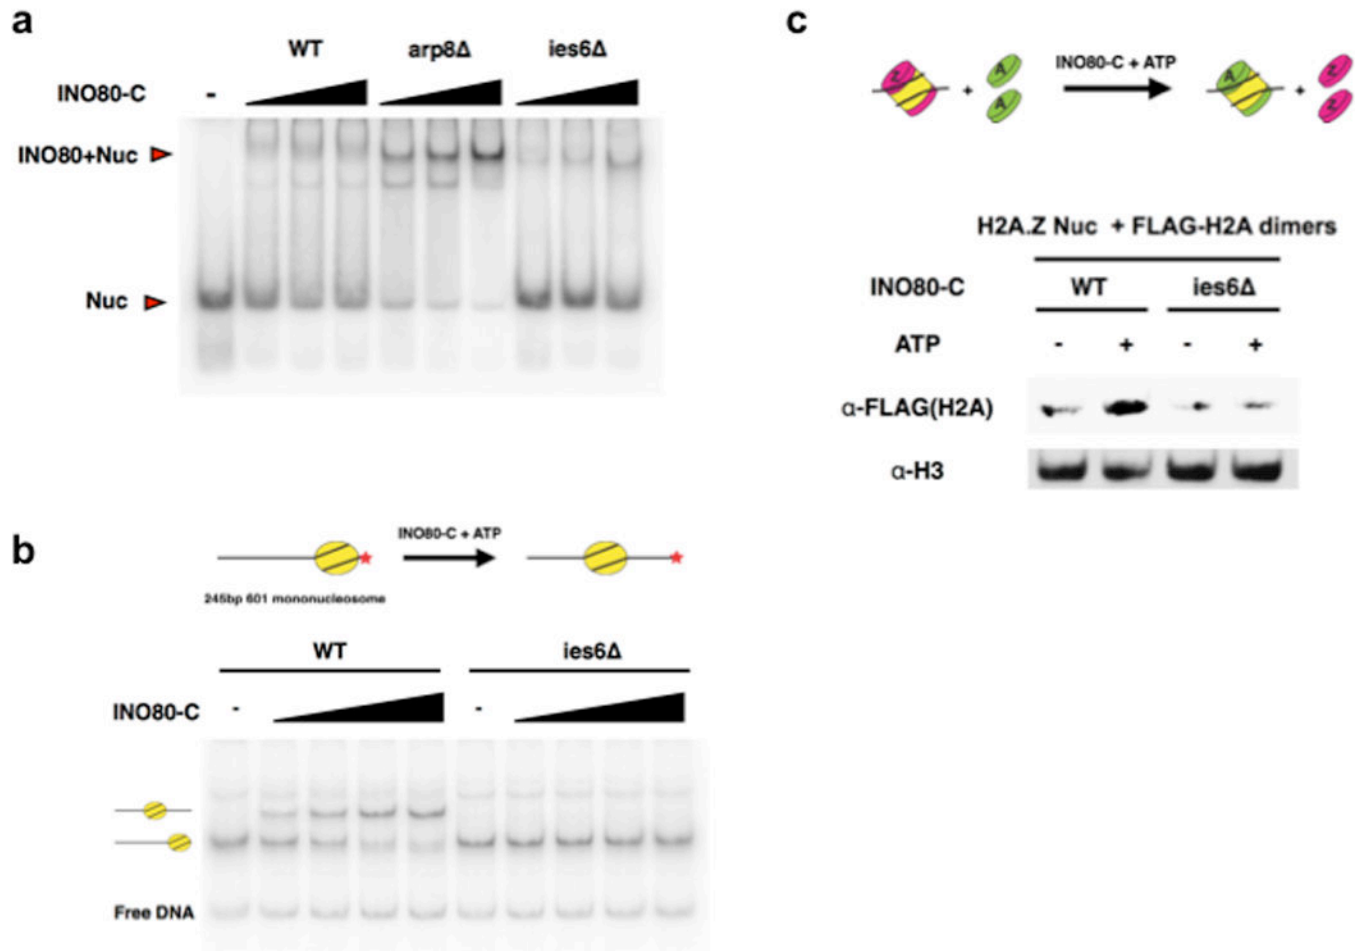 a
WT arp8Δ ies6Δ
INO80-C -
INO80+Nuc
Nuc
b
INO80-C + ATP
245bp 601 mononucleosome
WT ies6Δ
INO80-C - -
Free DNA
c
Z + A A INO80-C + ATP A + Z Z
H2A.Z Nuc + FLAG-H2A dimers
INO80-C WT ies6Δ
ATP - + - +
α-FLAG(H2A)
α-H3